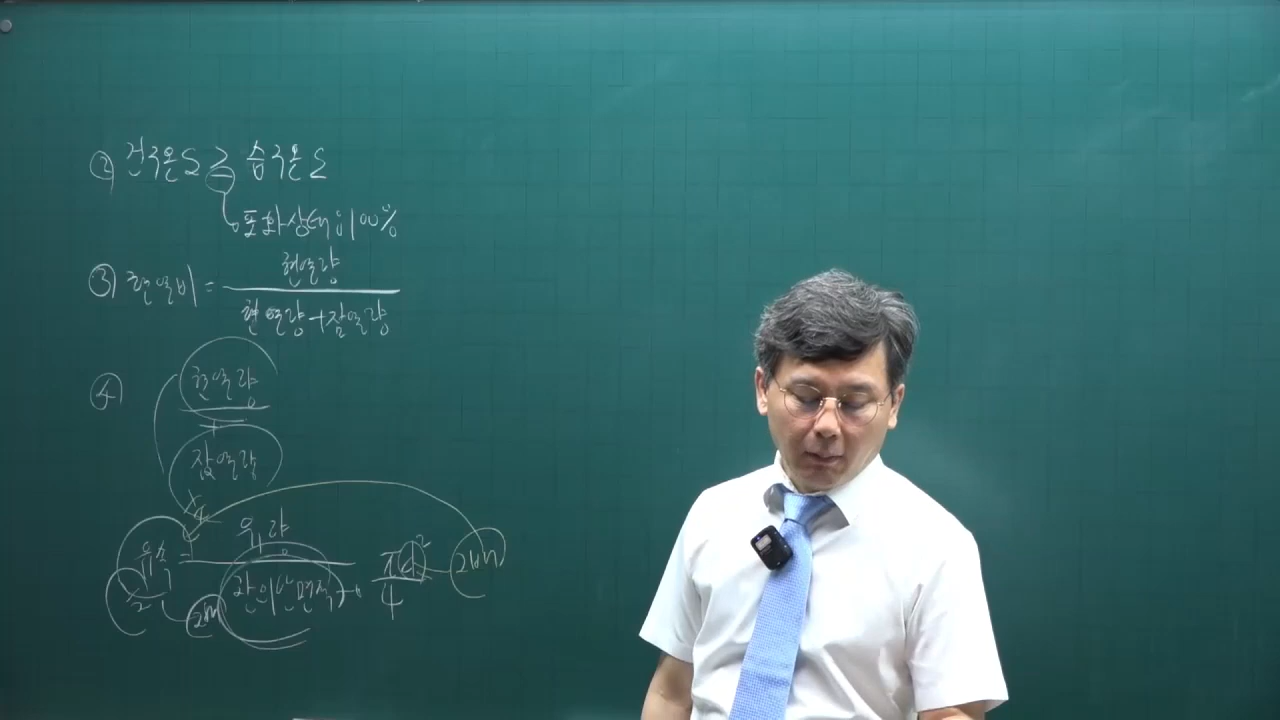 ② 건구온도 ≥ 습구온도
포화상태 100%
③ 현열비 = 현열량
현열량+잠열량
④ 현열량
잠열량
유속 = 유량
관의 단면적 → πd²
4
2배
2
2배